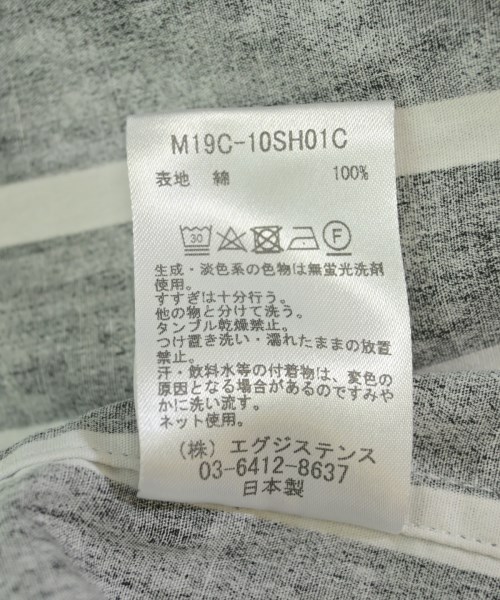 M19C-10SH01C
表地 綿 100%
30 F
生成・淡色系の色物は無蛍光洗剤
使用。
すすぎは十分行う。
他の物と分けて洗う。
タンブル乾燥禁止。
つけ置き洗い・濡れたままの放置
禁止。
汗・飲料水等の付着物は、変色の
原因となる場合があるのですみや
かに洗い流す。
ネット使用。
(株) エグジステンス
03-6412-8637
日本製